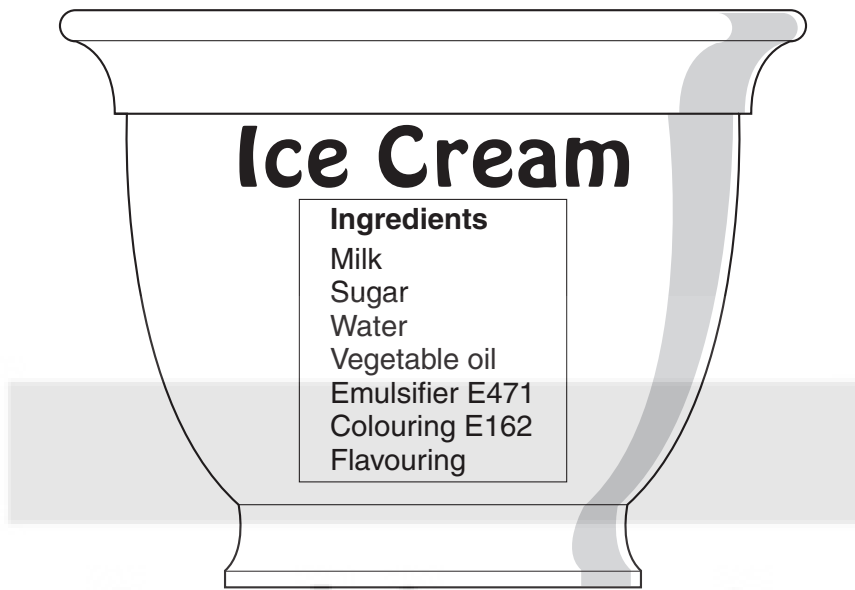 Ice Cream
Ingredients
Milk
Sugar
Water
Vegetable oil
Emulsifier E471
Colouring E162
Flavouring